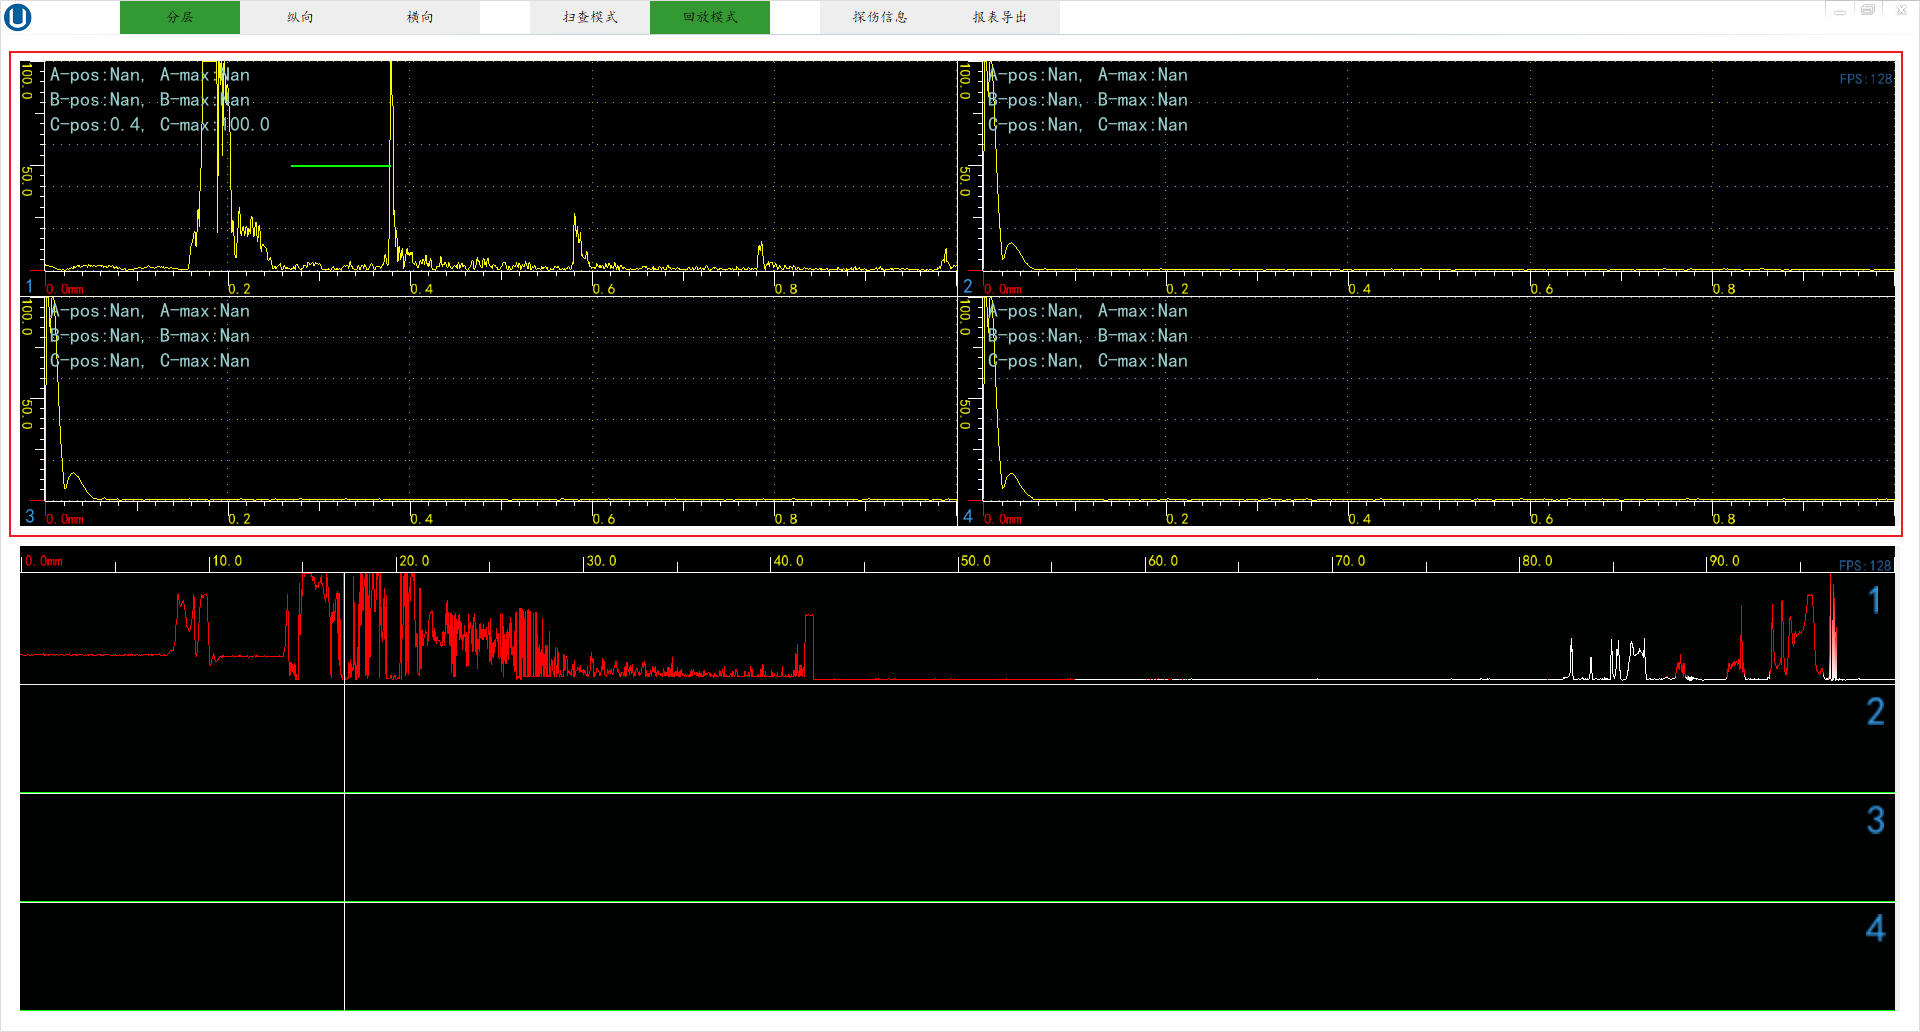 分层 纵向 横向 扫查模式 回放模式 探伤信息 报表导出
A-pos:Nan, A-max:Nan
B-pos:Nan, B-max:Nan
C-pos:0.4, C-max:100.0
100.0
50.0
1 0.0mm 0.2 0.4 0.6 0.8
A-pos:Nan, A-max:Nan
B-pos:Nan, B-max:Nan
C-pos:Nan, C-max:Nan
FPS:128
100.0
50.0
2 0.0mm 0.2 0.4 0.6 0.8
A-pos:Nan, A-max:Nan
B-pos:Nan, B-max:Nan
C-pos:Nan, C-max:Nan
100.0
50.0
3 0.0mm 0.2 0.4 0.6 0.8
A-pos:Nan, A-max:Nan
B-pos:Nan, B-max:Nan
C-pos:Nan, C-max:Nan
100.0
50.0
4 0.0mm 0.2 0.4 0.6 0.8
0.0mm 10.0 20.0 30.0 40.0 50.0 60.0 70.0 80.0 90.0
FPS:128
1
2
3
4